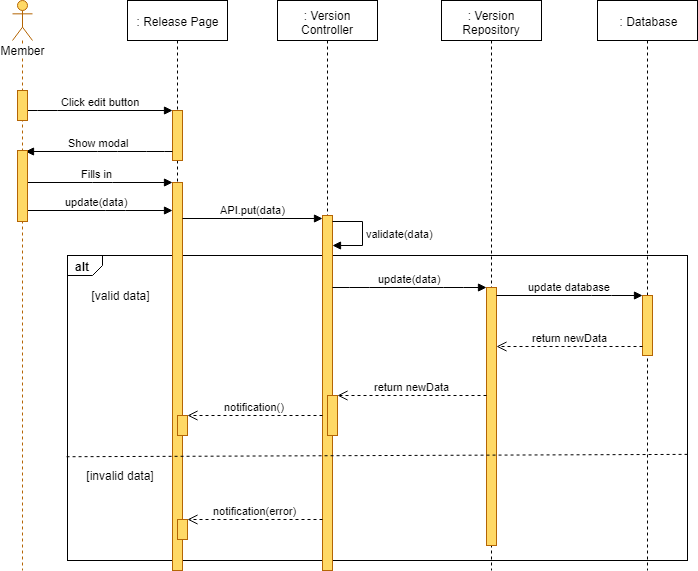 : Release Page
: Version
Controller
: Version
Repository
: Database
Member
Click edit button
Show modal
Fills in
update(data)
API.put(data)
validate(data)
alt
[valid data]
update(data)
update database
return newData
return newData
notification()
[invalid data]
notification(error)